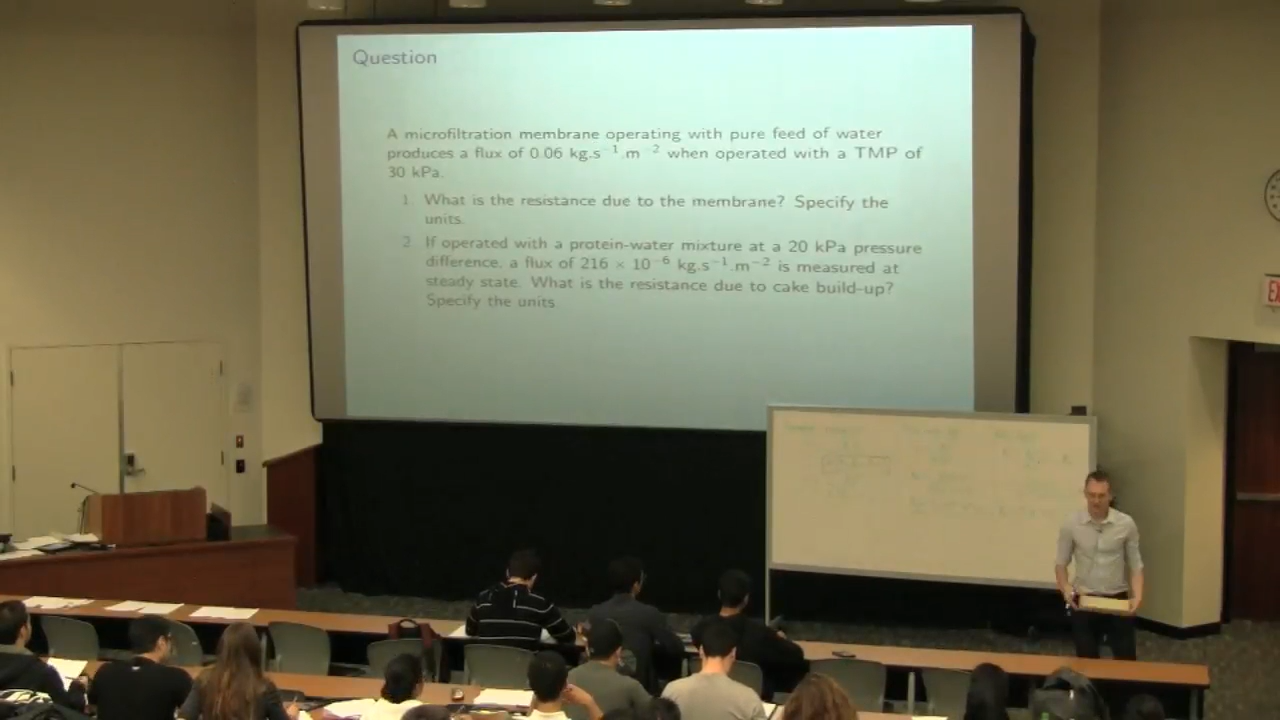 Question
A microfiltration membrane operating with pure feed of water
produces a flux of 0.06 kg.s⁻¹.m⁻² when operated with a TMP of
30 kPa.
1. What is the resistance due to the membrane? Specify the
units.
2. If operated with a protein-water mixture at a 20 kPa pressure
difference, a flux of 216 × 10⁻⁶ kg.s⁻¹.m⁻² is measured at
steady state. What is the resistance due to cake build-up?
Specify the units.